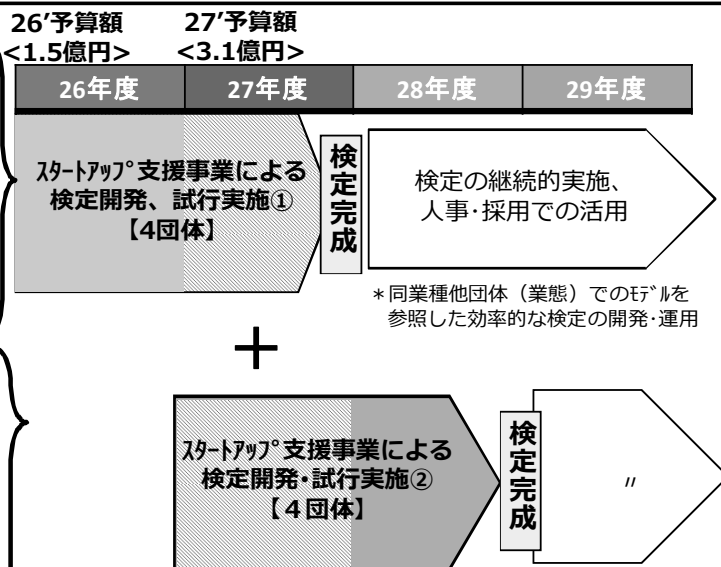 26′予算額
<1.5億円>
27′予算額
<3.1億円>
26年度
27年度
28年度
29年度
ｽﾀｰﾄｱｯﾌﾟ支援事業による
検定開発、試行実施①
【4団体】
検定完成
検定の継続的実施、
人事･採用での活用
＊同業種他団体（業態）でのﾓﾃﾞﾙを
参照した効率的な検定の開発･運用
＋
ｽﾀｰﾄｱｯﾌﾟ支援事業による
検定開発･試行実施②
【４団体】
検定完成
〃